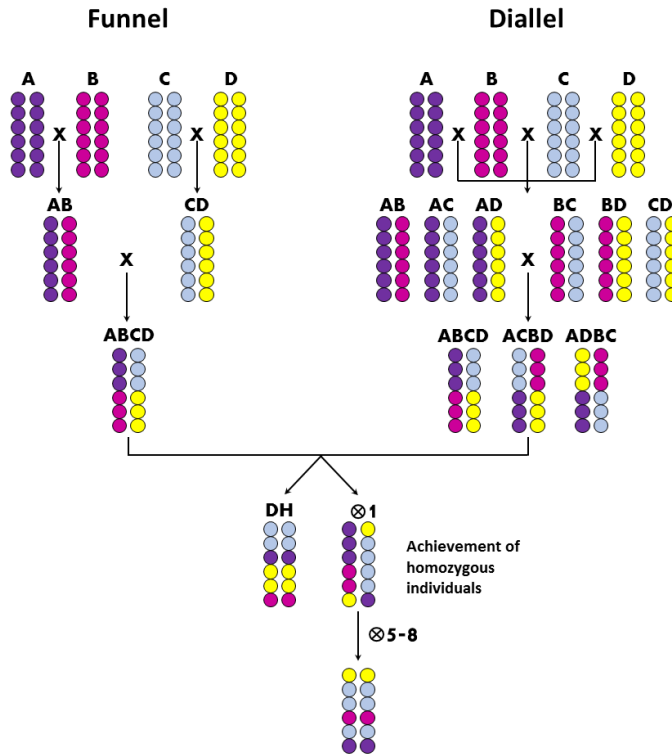 Funnel
Diallel
A B C D
A B C D
X X
X X X
AB CD
AB AC AD BC BD CD
X
X
ABCD
ABCD ACBD ADBC
DH ⊗1
Achievement of
homozygous
individuals
⊗5-8